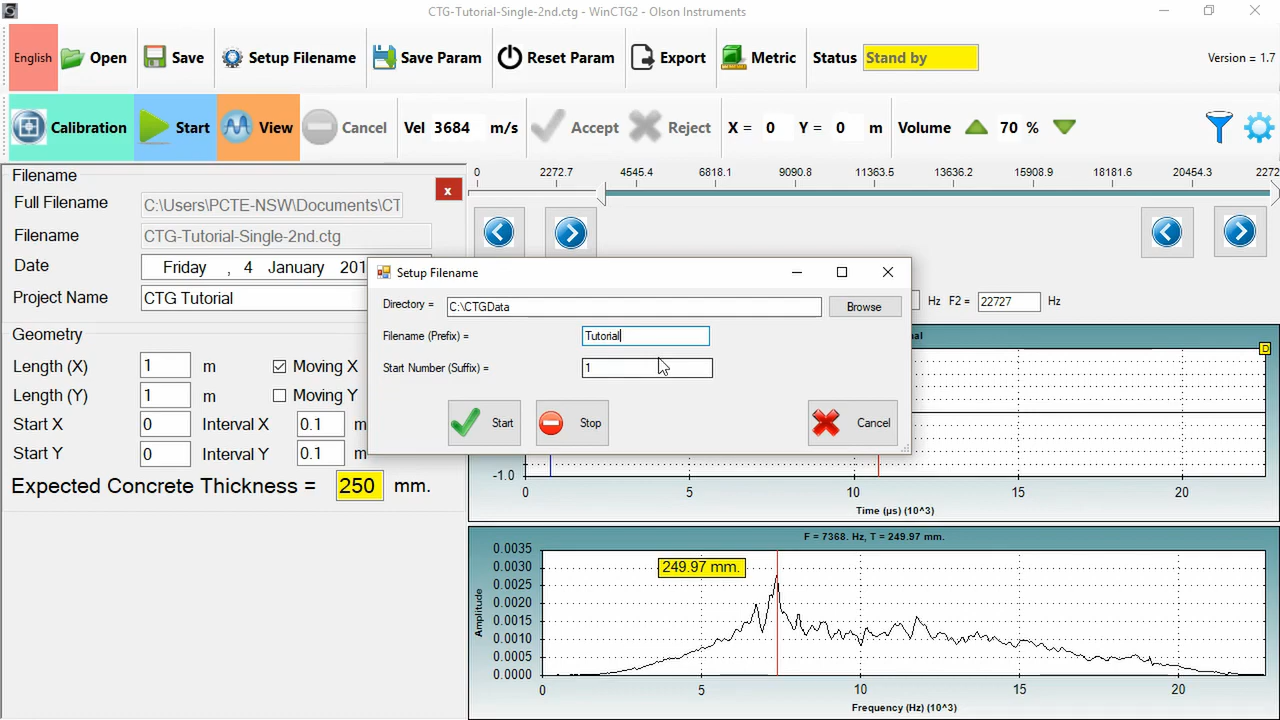 CTG-Tutorial-Single-2nd.ctg - WinCTG2 - Olson Instruments
English
Open
Save
Setup Filename
Save Param
Reset Param
Export
Metric
Status
Stand by
Version = 1.7
Calibration
Start
View
Cancel
Vel 3684 m/s
Accept
Reject
X = 0 Y = 0 m
Volume 70 %
Filename
x
Full Filename
C:\Users\PCTE-NSW\Documents\CT
Filename
CTG-Tutorial-Single-2nd.ctg
Date
Friday , 4 January 201
Project Name
CTG Tutorial
Geometry
Length (X) 1 m Moving X
Length (Y) 1 m Moving Y
Start X 0 Interval X 0.1 m
Start Y 0 Interval Y 0.1 m
Expected Concrete Thickness = 250 mm.
0 2272.7 4545.4 6818.1 9090.8 11363.5 13636.2 15908.9 18181.6 20454.3 2272
Hz F2 = 22727 Hz
Setup Filename
Directory = C:\CTGData Browse
Filename (Prefix) = Tutorial
Start Number (Suffix) = 1
Start
Stop
Cancel
nal
D
-1.0
0 5 10 15 20
Time (µs) (10^3)
F = 7368. Hz, T = 249.97 mm.
249.97 mm.
Amplitude
0.0035
0.0030
0.0025
0.0020
0.0015
0.0010
0.0005
0.0000
0 5 10 15 20
Frequency (Hz) (10^3)